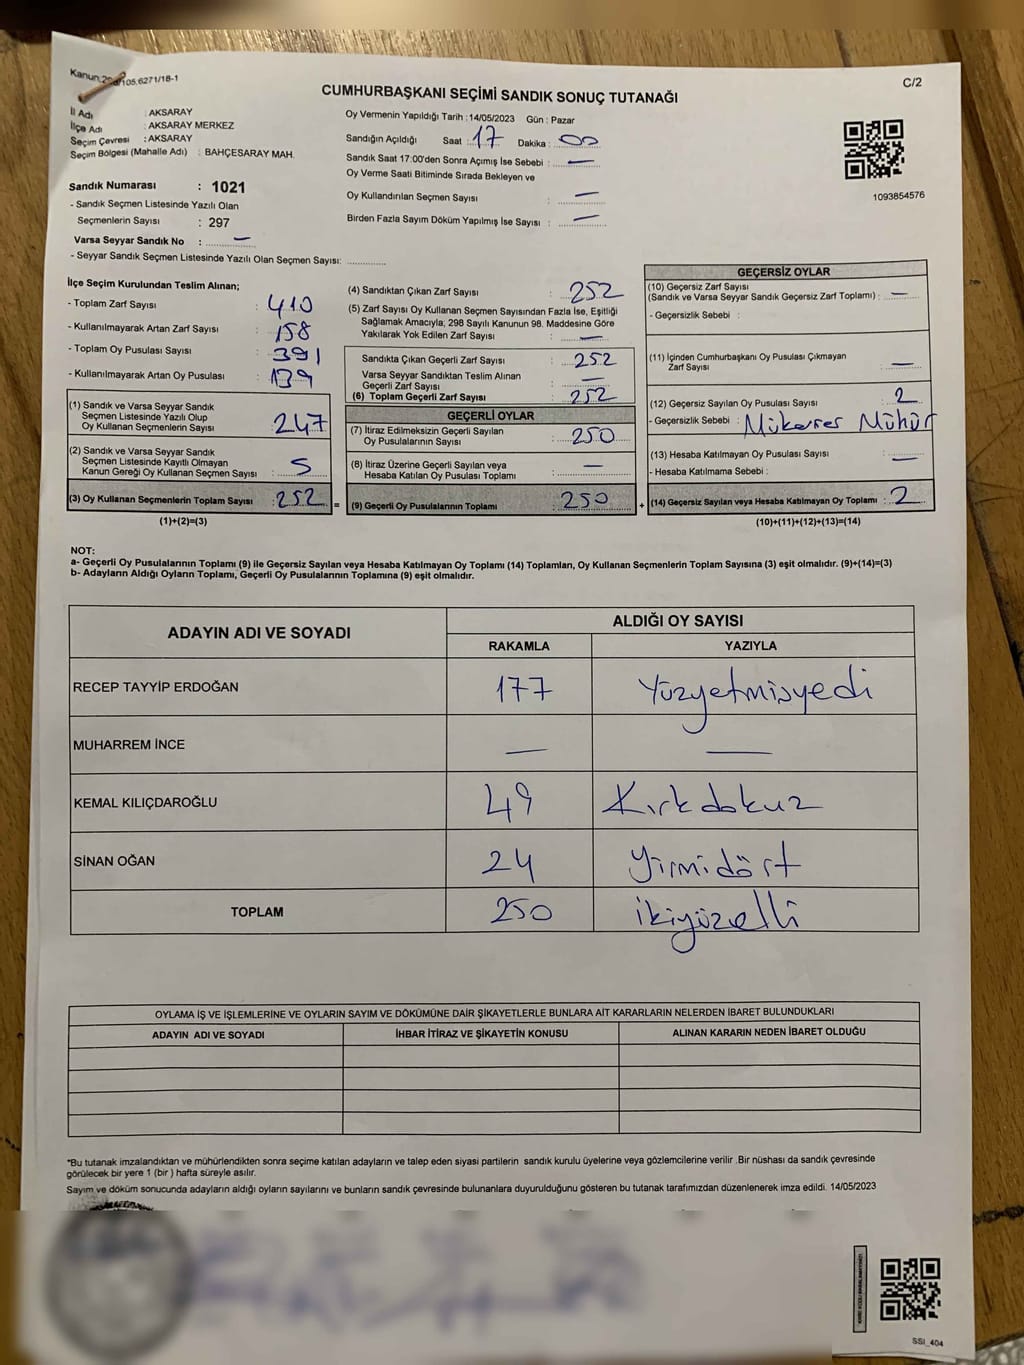 Kanun,298/105,6271/18-1
C/2
CUMHURBAŞKANI SEÇİMİ SANDIK SONUÇ TUTANAĞI
İl Adı : AKSARAY
İlçe Adı : AKSARAY MERKEZ
Seçim Çevresi : AKSARAY
Seçim Bölgesi (Mahalle Adı) : BAHÇESARAY MAH.
Sandık Numarası : 1021
- Sandık Seçmen Listesinde Yazılı Olan
Seçmenlerin Sayısı : 297
Varsa Seyyar Sandık No : —
- Seyyar Sandık Seçmen Listesinde Yazılı Olan Seçmen Sayısı: ............
Oy Vermenin Yapıldığı Tarih :14/05/2023 Gün : Pazar
Sandığın Açıldığı Saat : 17 Dakika : 00
Sandık Saat 17:00'den Sonra Açımış İse Sebebi : —
Oy Verme Saati Bitiminde Sırada Bekleyen ve
Oy Kullandırılan Seçmen Sayısı : —
Birden Fazla Sayım Döküm Yapılmış İse Sayısı : —
1093854576
İlçe Seçim Kurulundan Teslim Alınan;
- Toplam Zarf Sayısı : 410
- Kullanılmayarak Artan Zarf Sayısı : 158
- Toplam Oy Pusulası Sayısı : 391
- Kullanılmayarak Artan Oy Pusulası : 139
(1) Sandık ve Varsa Seyyar Sandık
Seçmen Listesinde Yazılı Olup
Oy Kullanan Seçmenlerin Sayısı : 247
(2) Sandık ve Varsa Seyyar Sandık
Seçmen Listesinde Kayıtlı Olmayan
Kanun Gereği Oy Kullanan Seçmen Sayısı : 5
(3) Oy Kullanan Seçmenlerin Toplam Sayısı : 252 =
(1)+(2)=(3)
(4) Sandıktan Çıkan Zarf Sayısı : 252
(5) Zarf Sayısı Oy Kullanan Seçmen Sayısından Fazla İse, Eşitliği
Sağlamak Amacıyla; 298 Sayılı Kanunun 98. Maddesine Göre
Yakılarak Yok Edilen Zarf Sayısı : —
Sandıkta Çıkan Geçerli Zarf Sayısı : 252
Varsa Seyyar Sandıktan Teslim Alınan
Geçerli Zarf Sayısı : —
(6) Toplam Geçerli Zarf Sayısı : 252
GEÇERLİ OYLAR
(7) İtiraz Edilmeksizin Geçerli Sayılan
Oy Pusulalarının Sayısı : 250
(8) İtiraz Üzerine Geçerli Sayılan veya
Hesaba Katılan Oy Pusulası Toplamı : —
(9) Geçerli Oy Pusulalarının Toplamı : 250 +
GEÇERSİZ OYLAR
(10) Geçersiz Zarf Sayısı
(Sandık ve Varsa Seyyar Sandık Geçersiz Zarf Toplamı) : —
- Geçersizlik Sebebi :
(11) İçinden Cumhurbaşkanı Oy Pusulası Çıkmayan
Zarf Sayısı : —
(12) Geçersiz Sayılan Oy Pusulası Sayısı : 2
- Geçersizlik Sebebi : Mükerrer Mühür
(13) Hesaba Katılmayan Oy Pusulası Sayısı : —
- Hesaba Katılmama Sebebi :
(14) Geçersiz Sayılan veya Hesaba Katılmayan Oy Toplamı : 2
(10)+(11)+(12)+(13)=(14)
NOT:
a- Geçerli Oy Pusulalarının Toplamı (9) ile Geçersiz Sayılan veya Hesaba Katılmayan Oy Toplamı (14) Toplamları, Oy Kullanan Seçmenlerin Toplam Sayısına (3) eşit olmalıdır. (9)+(14)=(3)
b- Adayların Aldığı Oyların Toplamı, Geçerli Oy Pusulalarının Toplamına (9) eşit olmalıdır.
ADAYIN ADI VE SOYADI ALDIĞI OY SAYISI
RAKAMLA YAZIYLA
RECEP TAYYİP ERDOĞAN 177 Yüzyetmişyedi
MUHARREM İNCE — —
KEMAL KILIÇDAROĞLU 49 Kırkdokuz
SİNAN OĞAN 24 Yirmidört
TOPLAM 250 ikiyüzelli
OYLAMA İŞ VE İŞLEMLERİNE VE OYLARIN SAYIM VE DÖKÜMÜNE DAİR ŞİKAYETLERLE BUNLARA AİT KARARLARIN NELERDEN İBARET BULUNDUKLARI
ADAYIN ADI VE SOYADI İHBAR İTİRAZ VE ŞİKAYETİN KONUSU ALINAN KARARIN NEDEN İBARET OLDUĞU
*Bu tutanak imzalandıktan ve mühürlendikten sonra seçime katılan adayların ve talep eden siyasi partilerin sandık kurulu üyelerine veya gözlemcilerine verilir .Bir nüshası da sandık çevresinde
görülecek bir yere 1 (bir ) hafta süreyle asılır.
Sayım ve döküm sonucunda adayların aldığı oyların sayılarını ve bunların sandık çevresinde bulunanlara duyurulduğunu gösteren bu tutanak tarafımızdan düzenlenerek imza edildi. 14/05/2023
SSİ_404